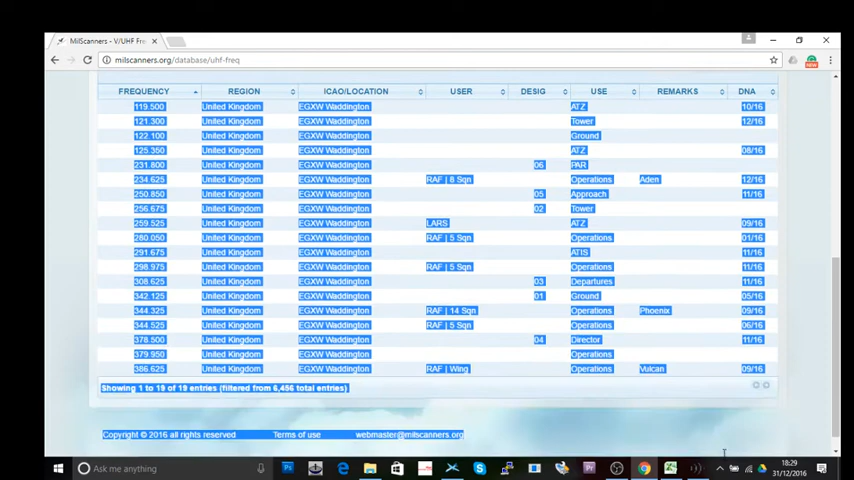 MilScanners - V/UHF Fre
milscanners.org/database/uhf-freq
FREQUENCY REGION ICAO/LOCATION USER DESIG USE REMARKS DNA
119.500 United Kingdom EGXW Waddington ATZ 10/16
121.300 United Kingdom EGXW Waddington Tower 12/16
122.100 United Kingdom EGXW Waddington Ground
125.350 United Kingdom EGXW Waddington ATZ 08/16
231.800 United Kingdom EGXW Waddington 06 PAR
234.625 United Kingdom EGXW Waddington RAF | 8 Sqn Operations Aden 12/16
250.850 United Kingdom EGXW Waddington 05 Approach 11/16
256.675 United Kingdom EGXW Waddington 02 Tower
259.525 United Kingdom EGXW Waddington LARS ATZ 09/16
280.050 United Kingdom EGXW Waddington RAF | 5 Sqn Operations 01/16
291.675 United Kingdom EGXW Waddington ATIS 11/16
298.975 United Kingdom EGXW Waddington RAF | 5 Sqn Operations 11/16
308.625 United Kingdom EGXW Waddington 03 Departures 11/16
342.125 United Kingdom EGXW Waddington 01 Ground 05/16
344.325 United Kingdom EGXW Waddington RAF | 14 Sqn Operations Phoenix 09/16
344.525 United Kingdom EGXW Waddington RAF | 5 Sqn Operations 06/16
378.500 United Kingdom EGXW Waddington 04 Director 11/16
379.950 United Kingdom EGXW Waddington Operations
386.625 United Kingdom EGXW Waddington RAF | Wing Operations Vulcan 09/16
Showing 1 to 19 of 19 entries (filtered from 6,456 total entries)
Copyright © 2016 all rights reserved Terms of use webmaster@milscanners.org
Ask me anything
18:29
31/12/2016